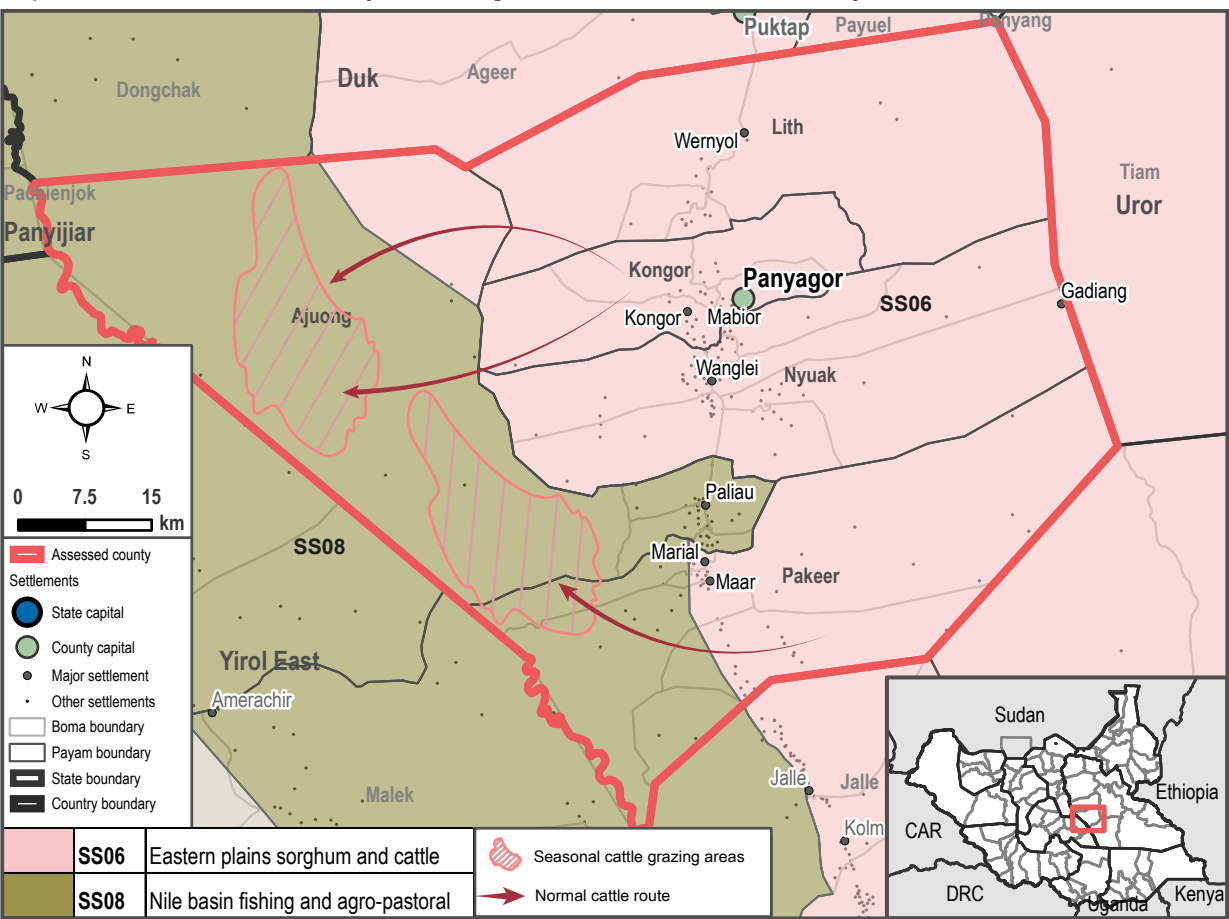 Puktap
Payuel
Panyang
Duk
Ageer
Dongchak
Wernyol
Lith
Tiam
Uror
Pachienjok
Panyijiar
Kongor
Panyagor
SS06
Gadiang
Ajuong
Kongor
Mabior
Wanglei
Nyuak
N
W
E
S
0 7.5 15
km
Paliau
SS08
Marial
Maar
Pakeer
Assessed county
Settlements
State capital
County capital
Major settlement
Other settlements
Boma boundary
Payam boundary
State boundary
Country boundary
Yirol East
Amerachir
Malek
Jalle
Jalle
Kolm
Sudan
Ethiopia
CAR
DRC
Uganda
Kenya
SS06 Eastern plains sorghum and cattle
SS08 Nile basin fishing and agro-pastoral
Seasonal cattle grazing areas
Normal cattle route